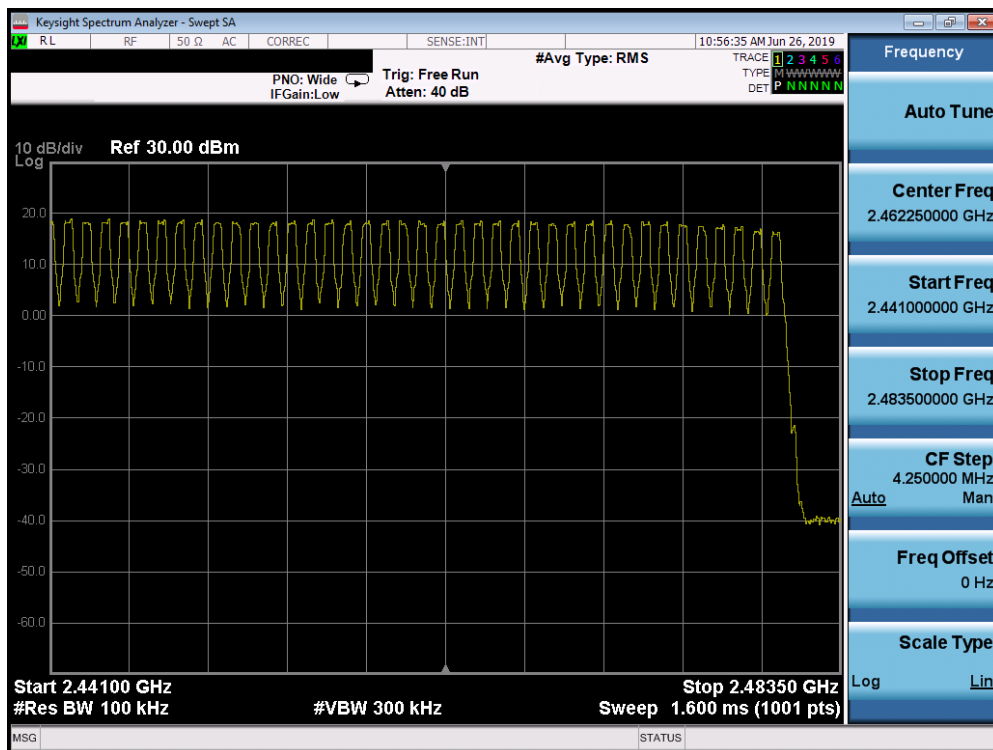 Keysight Spectrum Analyzer - Swept SA
LXI RL RF 50 Ω AC CORREC SENSE:INT 10:56:35 AM Jun 26, 2019
#Avg Type: RMS
TRACE 1 2 3 4 5 6
TYPE M WWWWW
DET P N N N N N
PNO: Wide
IFGain:Low
Trig: Free Run
Atten: 40 dB
10 dB/div
Log
Ref 30.00 dBm
20.0
10.0
0.00
-10.0
-20.0
-30.0
-40.0
-50.0
-60.0
Start 2.44100 GHz
#Res BW 100 kHz
#VBW 300 kHz
Stop 2.48350 GHz
Sweep 1.600 ms (1001 pts)
MSG
STATUS
Frequency
Auto Tune
Center Freq
2.462250000 GHz
Start Freq
2.441000000 GHz
Stop Freq
2.483500000 GHz
CF Step
4.250000 MHz
Auto Man
Freq Offset
0 Hz
Scale Type
Log Lin